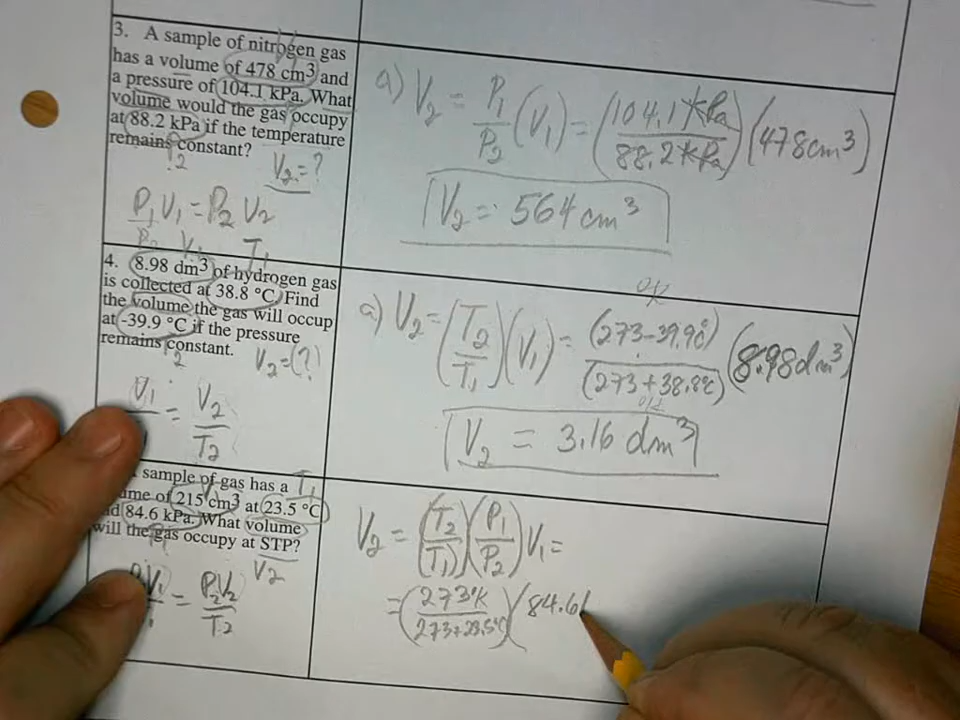 3. A sample of nitrogen gas
has a volume of 478 cm3 and
a pressure of 104.1 kPa. What
volume would the gas occupy
at 88.2 kPa if the temperature
remains constant?
V₂ = ?
P₁V₁ = P₂V₂
a) V₂ = P₁/P₂ (V₁) = (104.1 kPa / 88.2 kPa) (478 cm³)
V₂ = 564 cm³
T₁
4. 8.98 dm3 of hydrogen gas
is collected at 38.8 °C. Find
the volume the gas will occupy
at -39.9 °C if the pressure
remains constant.
T₂
V₂ = (?)
V₁ = V₂/T₂
a) V₂ = (T₂/T₁) (V₁) = (273-39.9°C) / (273+38.8°C) (8.98 dm³)
V₂ = 3.16 dm³
sample of gas has a T₁
of 215 cm3 at 23.5 °C
84.6 kPa. What volume
will the gas occupy at STP?
V₂
V₁ = P₂V₂/T₂
V₂ = (T₂/T₁) (P₁/P₂) V₁ =
= (273°K / 273+23.5°C) (84.6